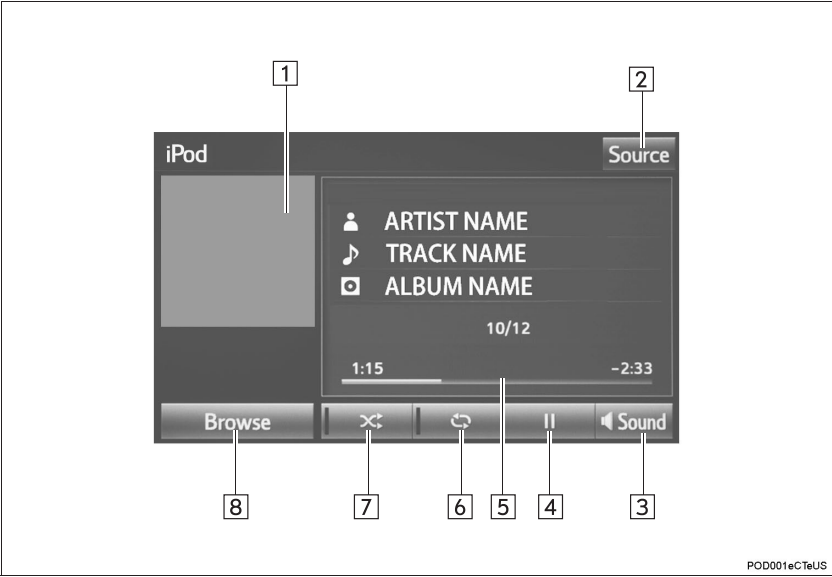 1
2
iPod
Source
ARTIST NAME
TRACK NAME
ALBUM NAME
10/12
1:15
-2:33
Browse
Sound
8
7
6
5
4
3
POD001eCTeUS